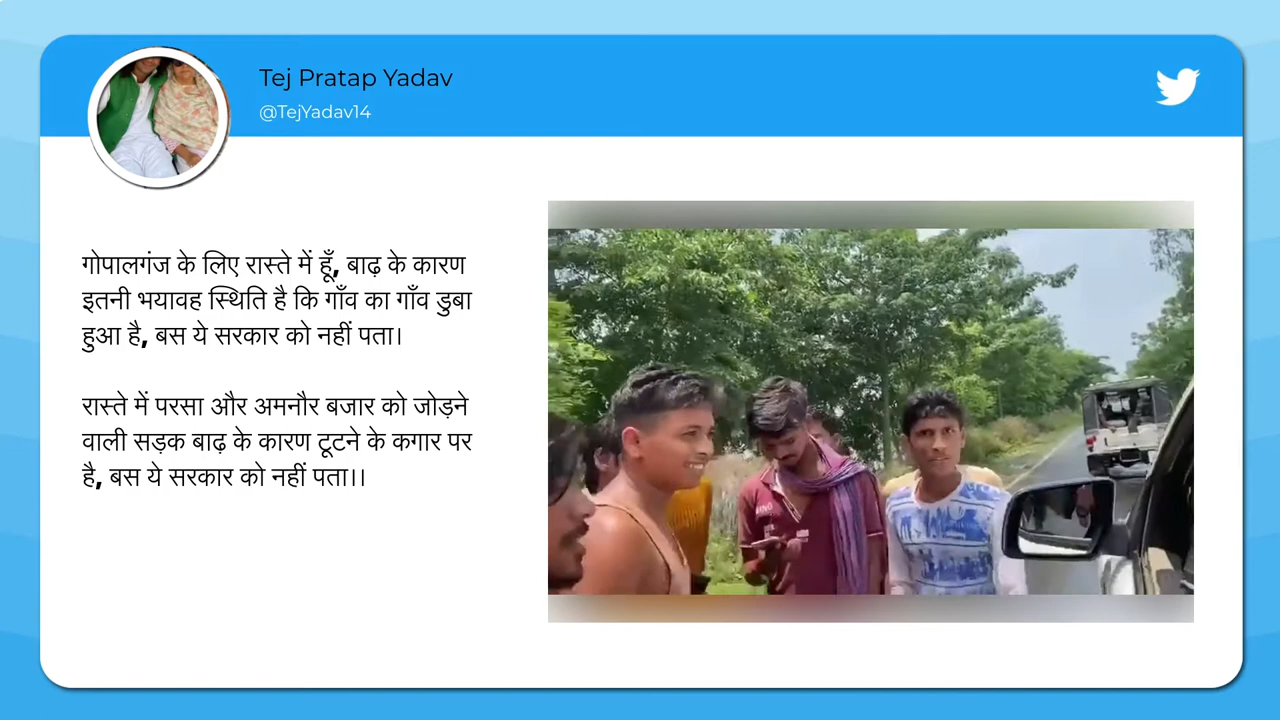 Tej Pratap Yadav
@TejYadav14
गोपालगंज के लिए रास्ते में हूँ, बाढ़ के कारण
इतनी भयावह स्थिति है कि गाँव का गाँव डुबा
हुआ है, बस ये सरकार को नहीं पता।
रास्ते में परसा और अमनौर बजार को जोड़ने
वाली सड़क बाढ़ के कारण टूटने के कगार पर
है, बस ये सरकार को नहीं पता।।